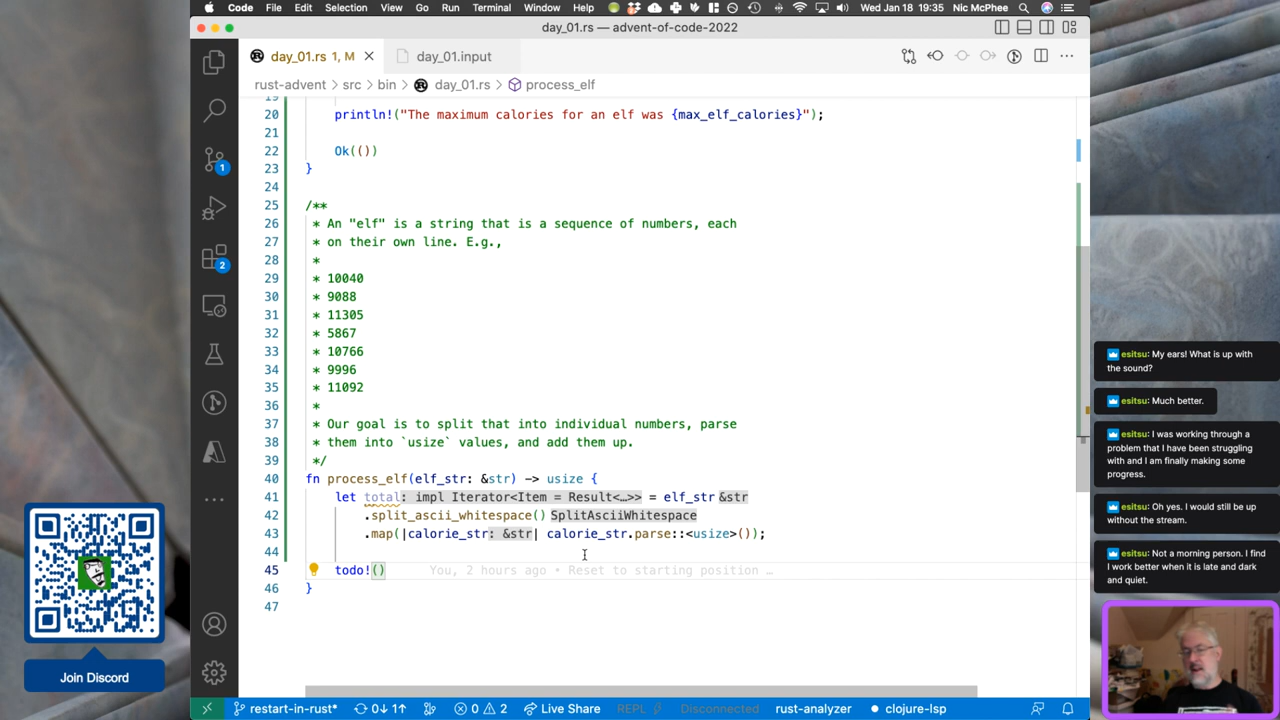 Code File Edit Selection View Go Run Terminal Window Help Wed Jan 18 19:35 Nic McPhee
day_01.rs — advent-of-code-2022
day_01.rs 1, M
day_01.input
rust-advent > src > bin > day_01.rs > process_elf
19
20 println!("The maximum calories for an elf was {max_elf_calories}");
21
22 Ok(())
23 }
24
25 /**
26 * An "elf" is a string that is a sequence of numbers, each
27 * on their own line. E.g.,
28 *
29 * 10040
30 * 9088
31 * 11305
32 * 5867
33 * 10766
34 * 9996
35 * 11092
36 *
37 * Our goal is to split that into individual numbers, parse
38 * them into `usize` values, and add them up.
39 */
40 fn process_elf(elf_str: &str) -> usize {
41 let total: impl Iterator<Item = Result<…>> = elf_str &str
42 .split_ascii_whitespace() SplitAsciiWhitespace
43 .map(|calorie_str: &str| calorie_str.parse::<usize>());
44
45 todo!() You, 2 hours ago • Reset to starting position …
46 }
47
1
2
restart-in-rust* 0↓ 1↑ 0 2 Live Share REPL Disconnected rust-analyzer clojure-lsp
Join Discord
esitsu: My ears! What is up with
the sound?
esitsu: Much better.
esitsu: I was working through a
problem that I have been struggling
with and I am finally making some
progress.
esitsu: Oh yes. I would still be up
without the stream.
esitsu: Not a morning person. I find
I work better when it is late and dark
and quiet.